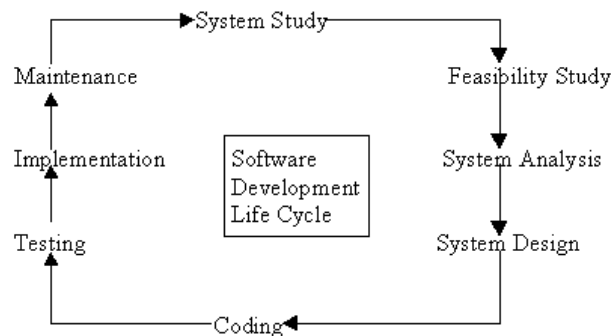 System Study
Maintenance
Feasibility Study
Implementation
Software
Development
Life Cycle
System Analysis
Testing
System Design
Coding